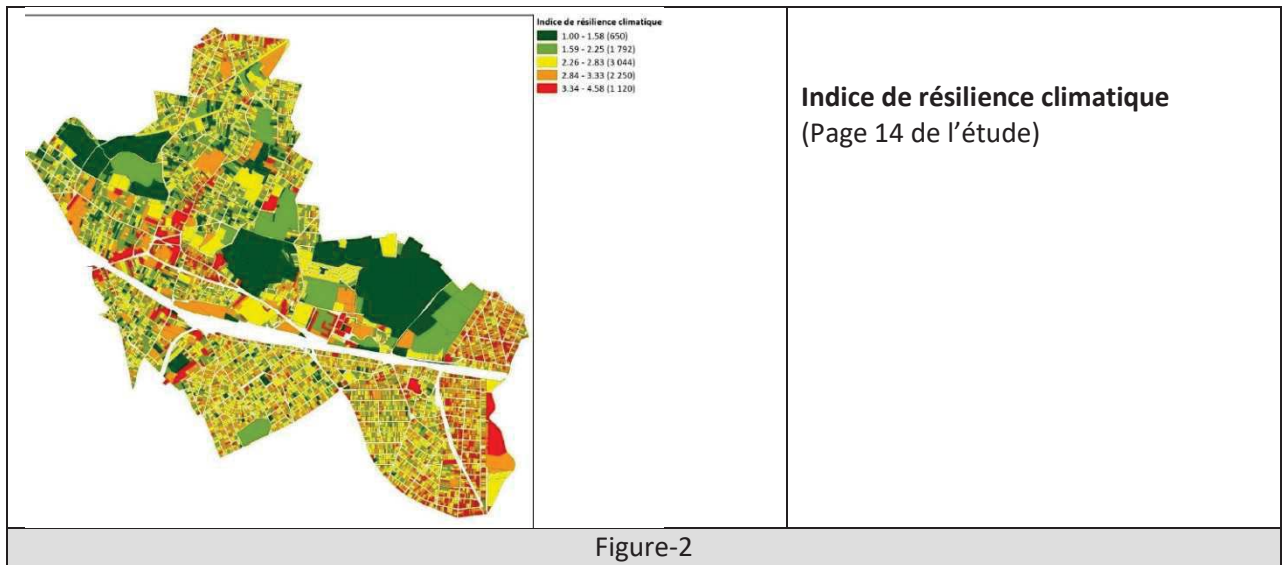 Indice de résilience climatique
1.00 - 1.58 (650)
1.59 - 2.25 (1 792)
2.26 - 2.83 (3 044)
2.84 - 3.33 (2 250)
3.34 - 4.58 (1 120)
Indice de résilience climatique
(Page 14 de l’étude)
Figure-2